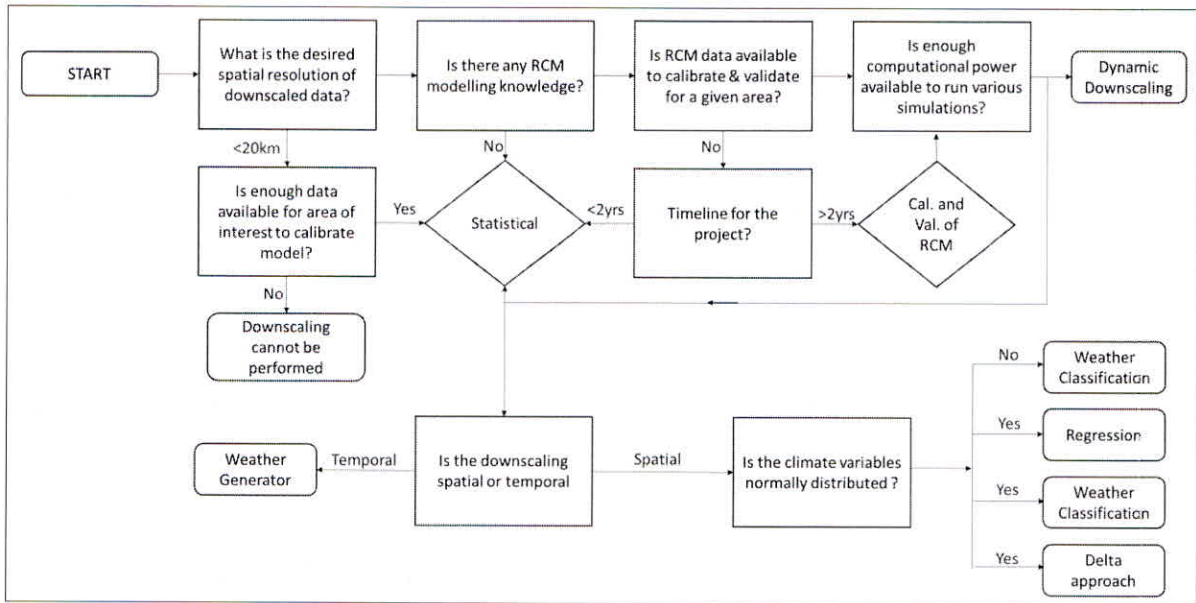 START
What is the desired
spatial resolution of
downscaled data?
Is there any RCM
modelling knowledge?
Is RCM data available
to calibrate & validate
for a given area?
Is enough
computational power
available to run various
simulations?
Dynamic
Downscaling
<20km
No
No
Is enough data
available for area of
interest to calibrate
model?
Yes
Statistical
<2yrs
Timeline for the
project?
>2yrs
Cal. and
Val. of
RCM
No
Downscaling
cannot be
performed
Weather
Generator
Temporal
Is the downscaling
spatial or temporal
Spatial
Is the climate variables
normally distributed ?
No
Weather
Classification
Yes
Regression
Yes
Weather
Classification
Yes
Delta
approach